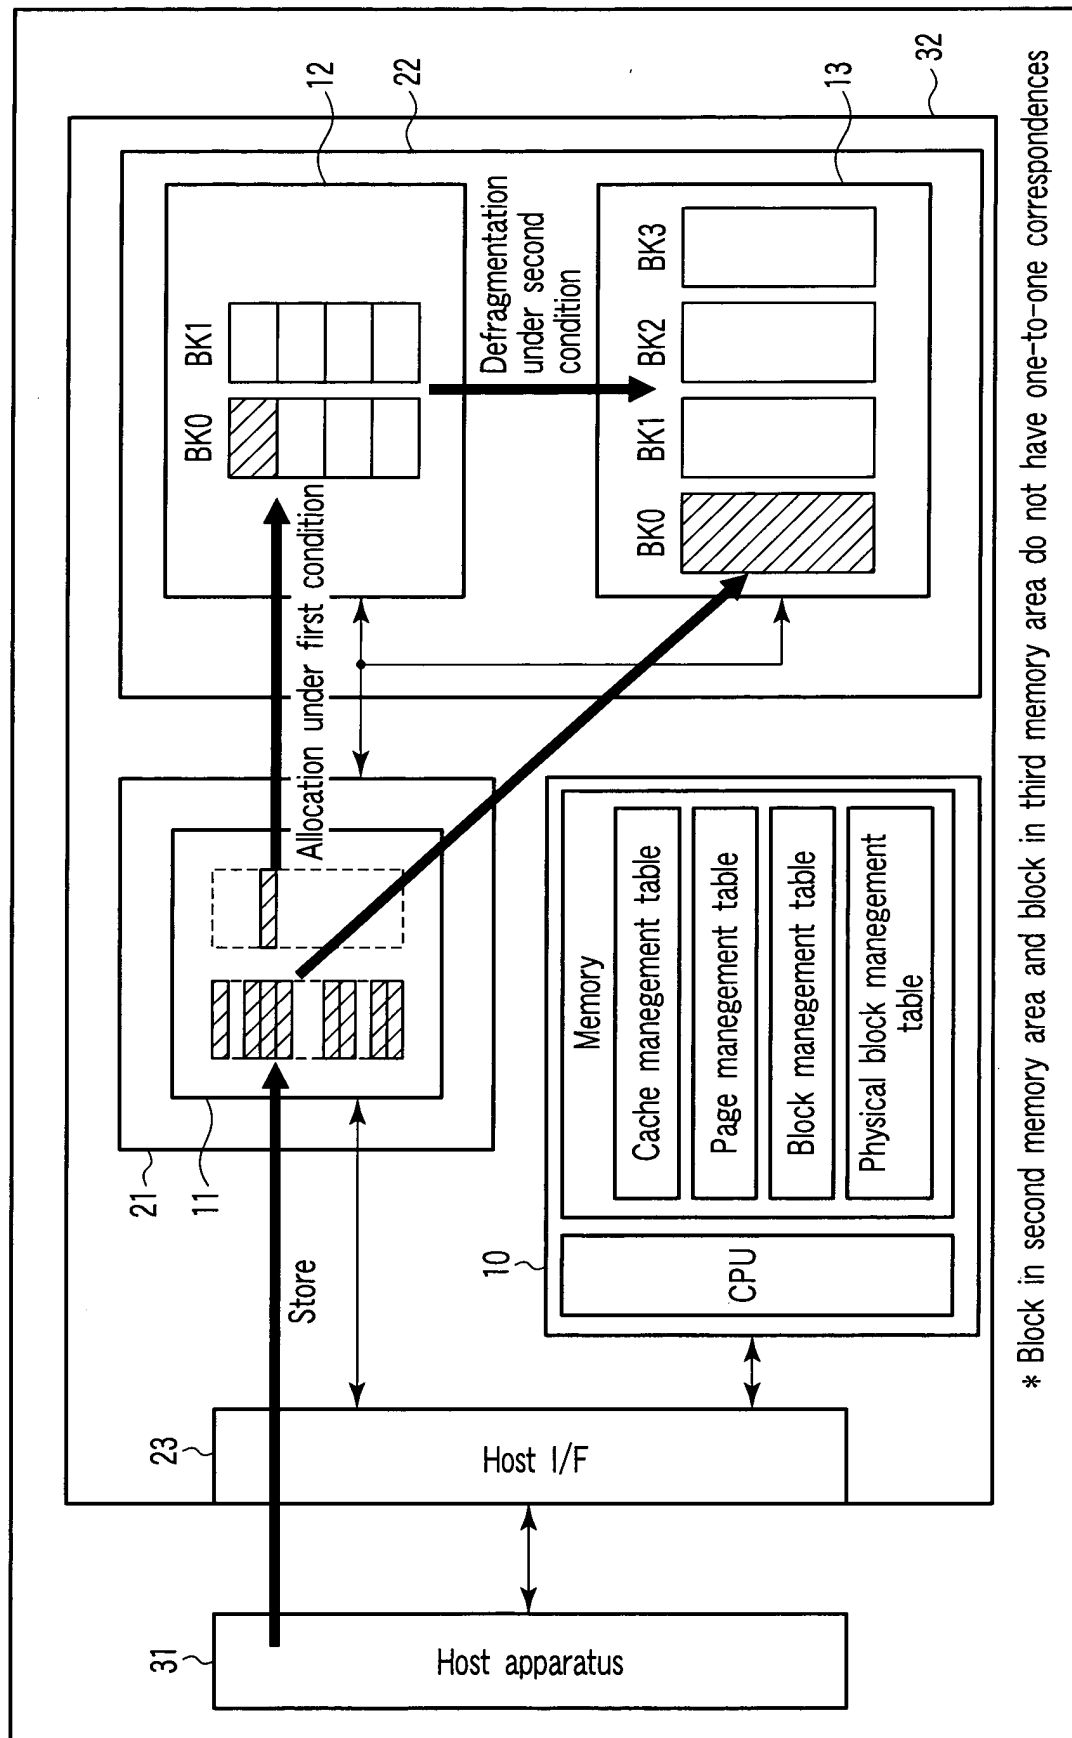 31
Host apparatus
23
Host I/F
Store
21
11
Allocation under first condition
22
12
BK0
BK1
Defragmentation
under second
condition
13
BK0
BK1
BK2
BK3
32
10
CPU
Memory
Cache manegement table
Page manegement table
Block manegement table
Physical block manegement
table
* Block in second memory area and block in third memory area do not have one-to-one correspondences